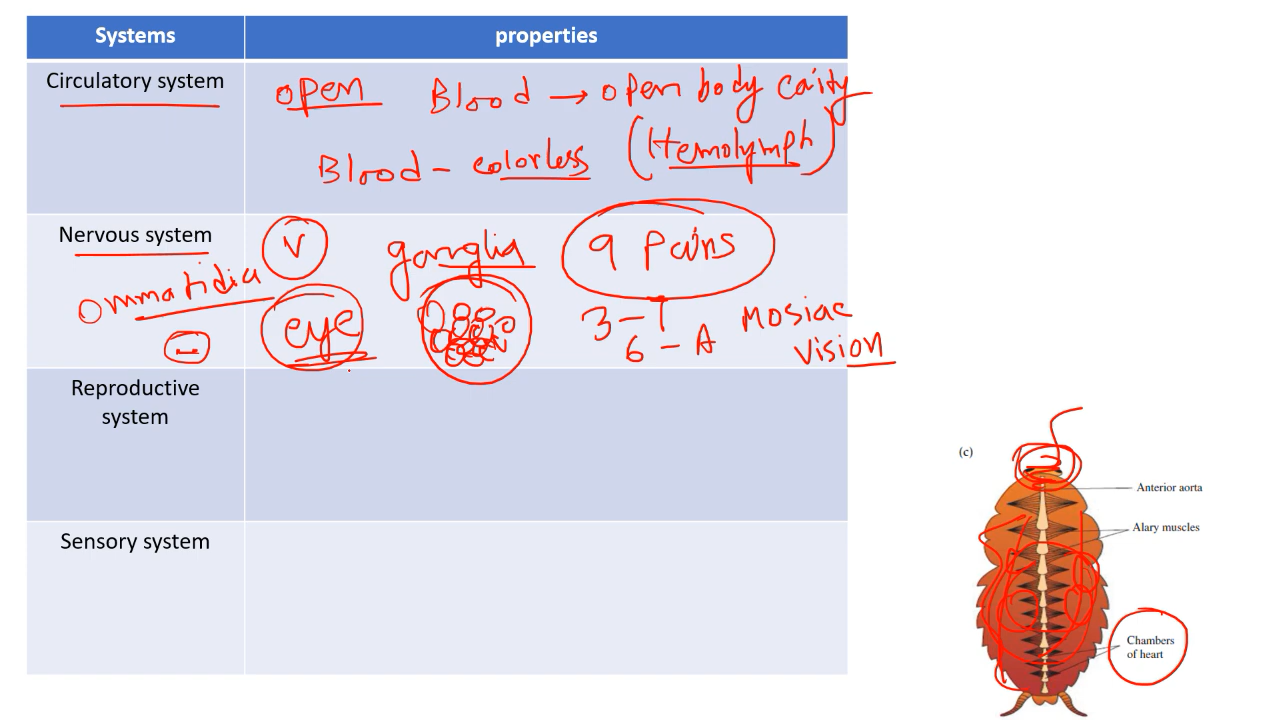 Systems properties
Circulatory system
open Blood → open body caity
Blood - colorless (Hemolymph)
Nervous system
V ganglia 9 pairs
Ommatidia
eye 3 - T
6 - A
Mosiac
vision
Reproductive
system
Sensory system
(c)
Anterior aorta
Alary muscles
Chambers
of heart